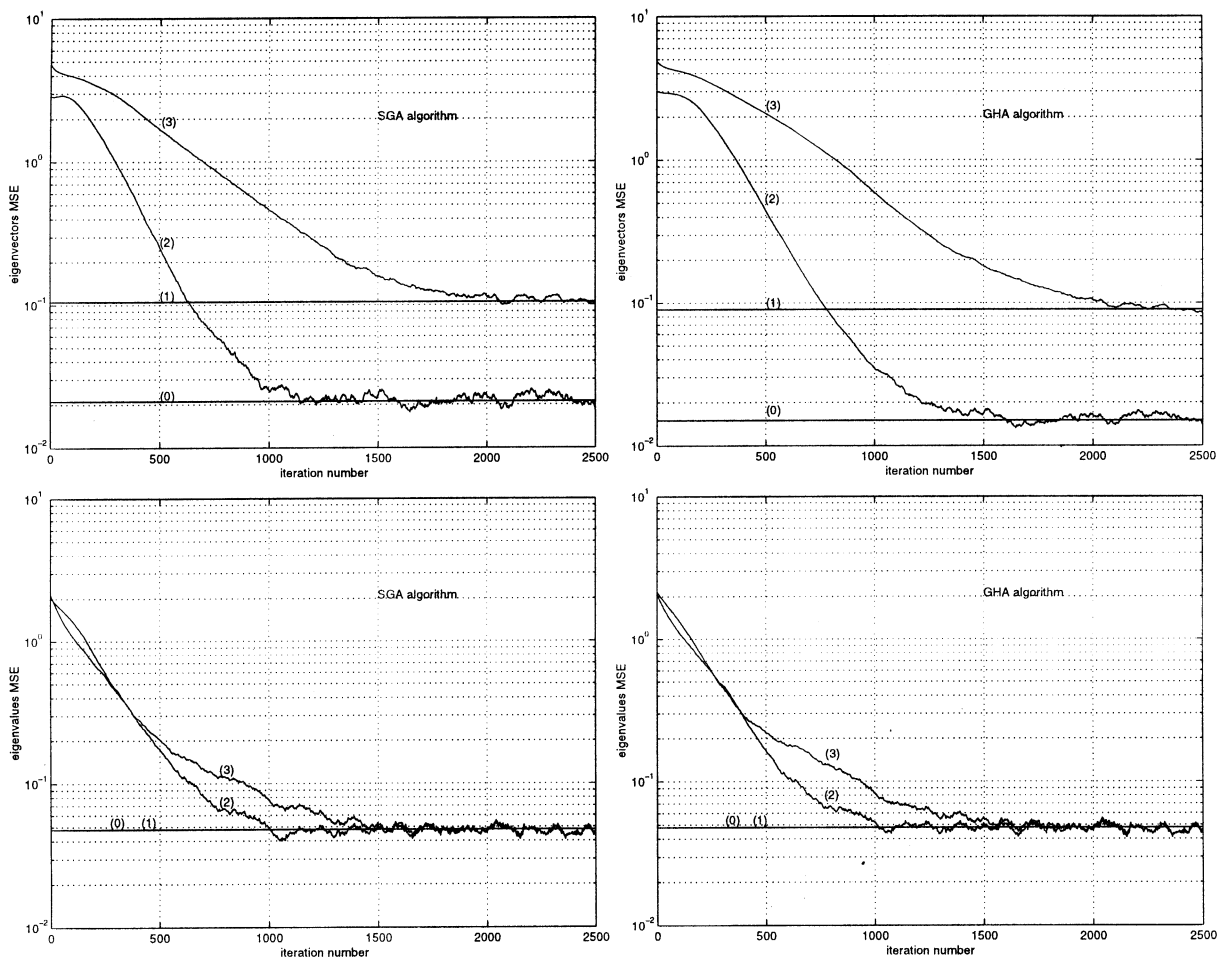 10^1
10^0
10^-1
10^-2
eigenvectors MSE
(3)
SGA algorithm
(2)
(1)
(0)
0 500 1000 1500 2000 2500
iteration number
10^1
10^0
10^-1
10^-2
eigenvectors MSE
(3)
GHA algorithm
(2)
(1)
(0)
0 500 1000 1500 2000 2500
iteration number
10^1
10^0
10^-1
10^-2
eigenvalues MSE
SGA algorithm
(3)
(2)
(0) (1)
0 500 1000 1500 2000 2500
iteration number
10^1
10^0
10^-1
10^-2
eigenvalues MSE
GHA algorithm
(3)
(2)
(0) (1)
0 500 1000 1500 2000 2500
iteration number